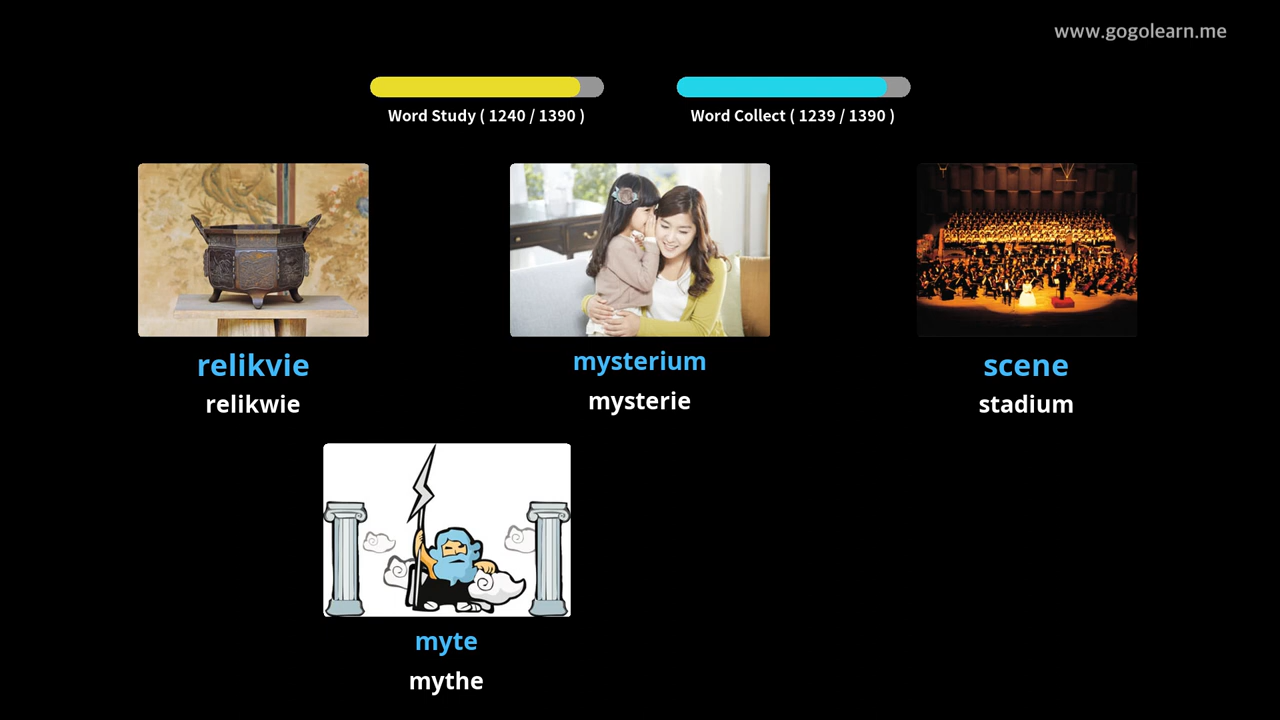 www.gogolearn.me
Word Study ( 1240 / 1390 )
Word Collect ( 1239 / 1390 )
relikvie
relikwie
mysterium
mysterie
scene
stadium
myte
mythe